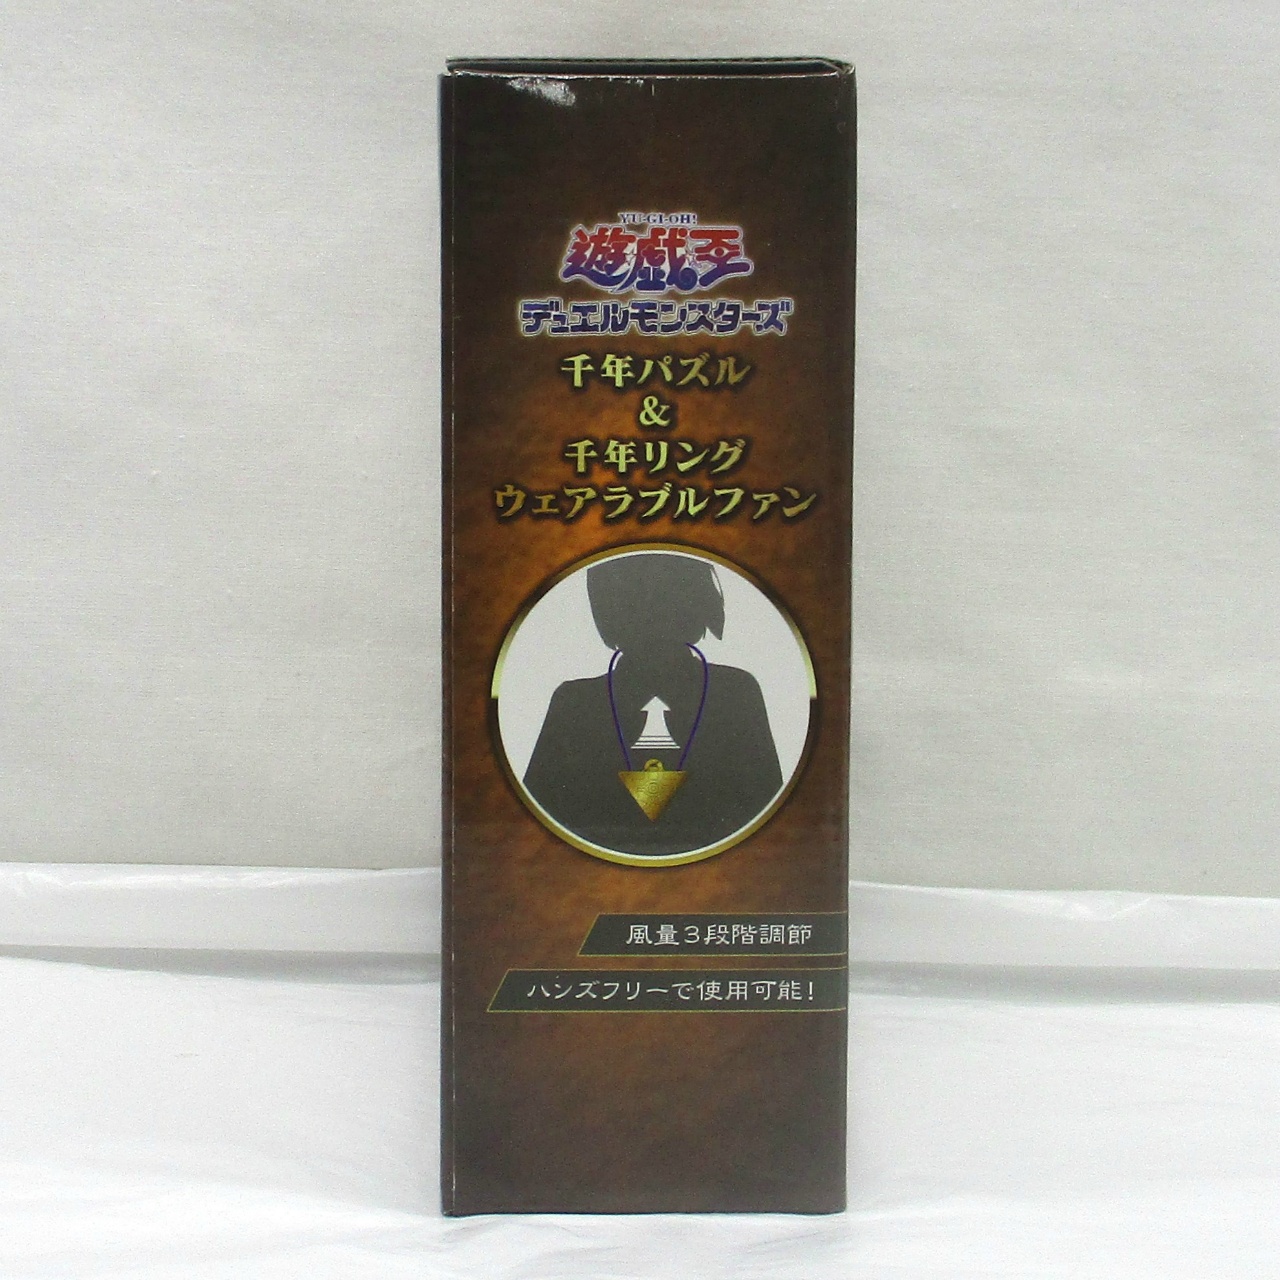 YU-GI-OH!
遊戯王
デュエルモンスターズ
千年パズル
&
千年リング
ウェアラブルファン
風量3段階調節
ハンズフリーで使用可能!